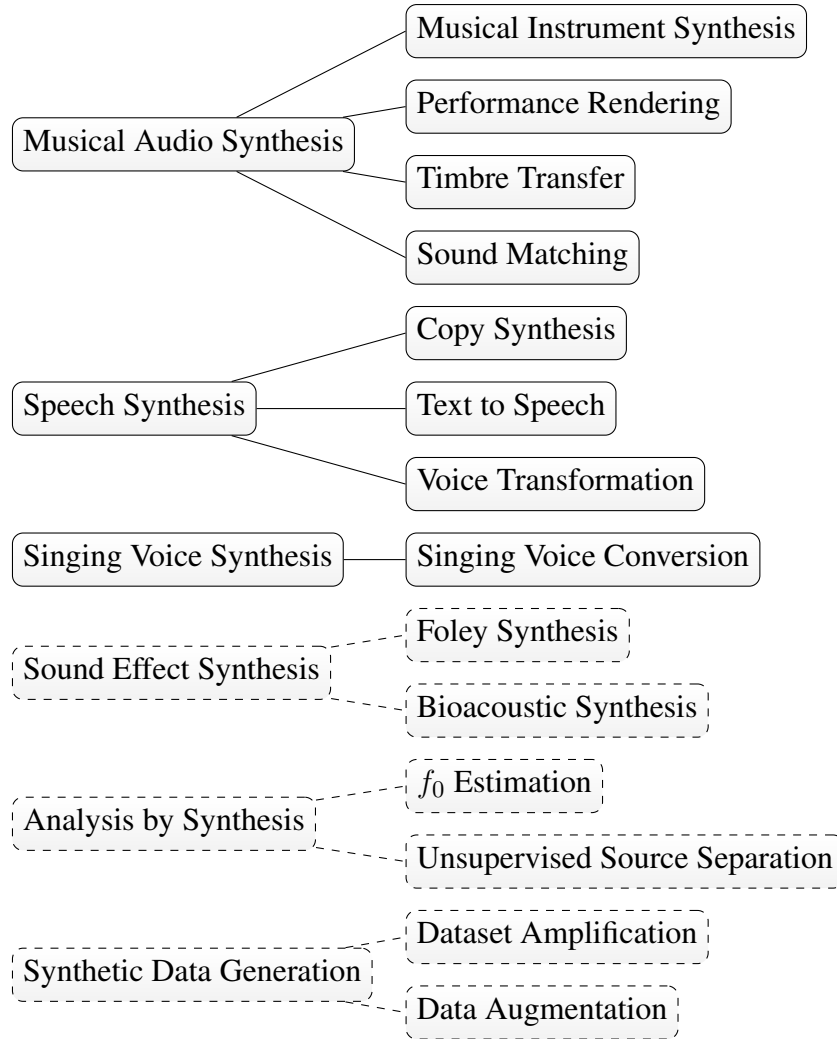 Musical Audio Synthesis
Musical Instrument Synthesis
Performance Rendering
Timbre Transfer
Sound Matching
Speech Synthesis
Copy Synthesis
Text to Speech
Voice Transformation
Singing Voice Synthesis
Singing Voice Conversion
Sound Effect Synthesis
Foley Synthesis
Bioacoustic Synthesis
Analysis by Synthesis
f₀ Estimation
Unsupervised Source Separation
Synthetic Data Generation
Dataset Amplification
Data Augmentation